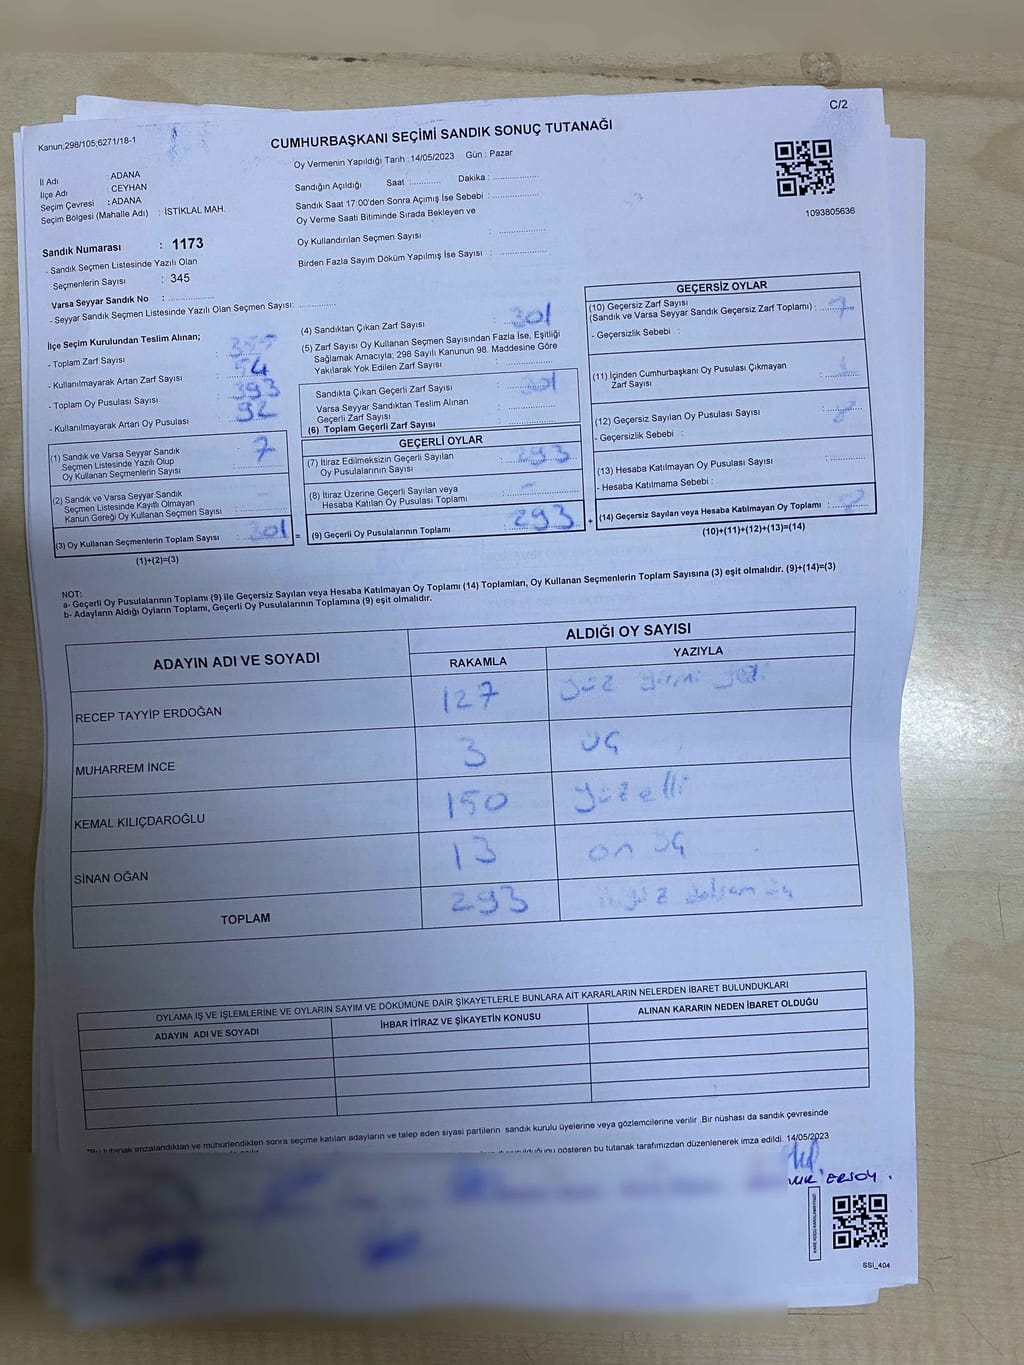 C/2
Kanun;298/105;6271/18-1
CUMHURBAŞKANI SEÇİMİ SANDIK SONUÇ TUTANAĞI
Oy Vermenin Yapıldığı Tarih :14/05/2023 Gün : Pazar
İl Adı : ADANA
İlçe Adı : CEYHAN
Seçim Çevresi : ADANA
Seçim Bölgesi (Mahalle Adı) : İSTİKLAL MAH.
Sandığın Açıldığı Saat :............ Dakika :..............
Sandık Saat 17:00'den Sonra Açımış İse Sebebi :..............
Oy Verme Saati Bitiminde Sırada Bekleyen ve
Oy Kullandırılan Seçmen Sayısı :..............
Birden Fazla Sayım Döküm Yapılmış İse Sayısı :..............
1093805636
Sandık Numarası : 1173
- Sandık Seçmen Listesinde Yazılı Olan
Seçmenlerin Sayısı : 345
Varsa Seyyar Sandık No :..............
- Seyyar Sandık Seçmen Listesinde Yazılı Olan Seçmen Sayısı: ............
İlçe Seçim Kurulundan Teslim Alınan;
- Toplam Zarf Sayısı :
- Kullanılmayarak Artan Zarf Sayısı : 54
- Toplam Oy Pusulası Sayısı : 393
- Kullanılmayarak Artan Oy Pusulası : 92
(1) Sandık ve Varsa Seyyar Sandık
Seçmen Listesinde Yazılı Olup
Oy Kullanan Seçmenlerin Sayısı : 7
(2) Sandık ve Varsa Seyyar Sandık
Seçmen Listesinde Kayıtlı Olmayan
Kanun Gereği Oy Kullanan Seçmen Sayısı : -
(3) Oy Kullanan Seçmenlerin Toplam Sayısı : 301 =
(1)+(2)=(3)
(4) Sandıktan Çıkan Zarf Sayısı : 301
(5) Zarf Sayısı Oy Kullanan Seçmen Sayısından Fazla İse, Eşitliği
Sağlamak Amacıyla; 298 Sayılı Kanunun 98. Maddesine Göre
Yakılarak Yok Edilen Zarf Sayısı :..............
Sandıkta Çıkan Geçerli Zarf Sayısı : 301
Varsa Seyyar Sandıktan Teslim Alınan
Geçerli Zarf Sayısı :..............
(6) Toplam Geçerli Zarf Sayısı :..............
GEÇERLİ OYLAR
(7) İtiraz Edilmeksizin Geçerli Sayılan
Oy Pusulalarının Sayısı : 293
(8) İtiraz Üzerine Geçerli Sayılan veya
Hesaba Katılan Oy Pusulası Toplamı : -
(9) Geçerli Oy Pusulalarının Toplamı : 293 +
GEÇERSİZ OYLAR
(10) Geçersiz Zarf Sayısı
(Sandık ve Varsa Seyyar Sandık Geçersiz Zarf Toplamı) : 7
- Geçersizlik Sebebi :
(11) İçinden Cumhurbaşkanı Oy Pusulası Çıkmayan
Zarf Sayısı :
(12) Geçersiz Sayılan Oy Pusulası Sayısı :
- Geçersizlik Sebebi :
(13) Hesaba Katılmayan Oy Pusulası Sayısı :..............
- Hesaba Katılmama Sebebi :
(14) Geçersiz Sayılan veya Hesaba Katılmayan Oy Toplamı :
(10)+(11)+(12)+(13)=(14)
NOT:
a- Geçerli Oy Pusulalarının Toplamı (9) ile Geçersiz Sayılan veya Hesaba Katılmayan Oy Toplamı (14) Toplamları, Oy Kullanan Seçmenlerin Toplam Sayısına (3) eşit olmalıdır. (9)+(14)=(3)
b- Adayların Aldığı Oyların Toplamı, Geçerli Oy Pusulalarının Toplamına (9) eşit olmalıdır.
ADAYIN ADI VE SOYADI ALDIĞI OY SAYISI
RAKAMLA YAZIYLA
RECEP TAYYİP ERDOĞAN 127 yüz yirmi yedi
MUHARREM İNCE 3 üç
KEMAL KILIÇDAROĞLU 150 yüz elli
SİNAN OĞAN 13 on üç
TOPLAM 293 ikiyüz doksan üç
OYLAMA İŞ VE İŞLEMLERİNE VE OYLARIN SAYIM VE DÖKÜMÜNE DAİR ŞİKAYETLERLE BUNLARA AİT KARARLARIN NELERDEN İBARET BULUNDUKLARI
ADAYIN ADI VE SOYADI İHBAR İTİRAZ VE ŞİKAYETİN KONUSU ALINAN KARARIN NEDEN İBARET OLDUĞU
*Bu tutanak imzalandıktan ve mühürlendikten sonra seçime katılan adayların ve talep eden siyasi partilerin sandık kurulu üyelerine veya gözlemcilerine verilir .Bir nüshası da sandık çevresinde
gösteren bu tutanak tarafımızdan düzenlenerek imza edildi. 14/05/2023
ERSOY .
SSI_404